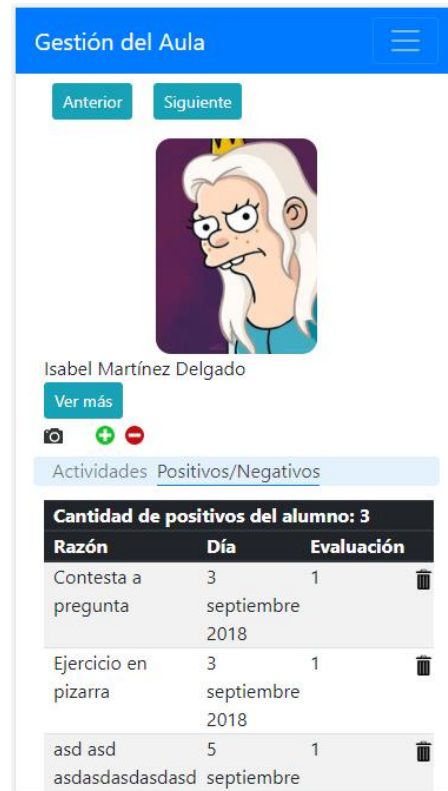 Gestión del Aula
Anterior Siguiente
Isabel Martínez Delgado
Ver más
Actividades Positivos/Negativos
Cantidad de positivos del alumno: 3
Razón Día Evaluación
Contesta a 3 1
pregunta septiembre
2018
Ejercicio en 3 1
pizarra septiembre
2018
asd asd 5 1
asdasdasdasdasd septiembre